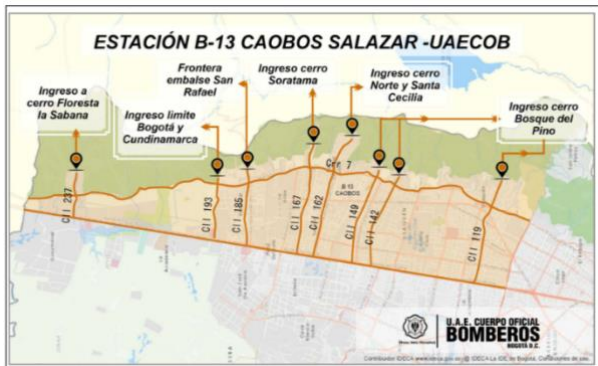 ESTACIÓN B-13 CAOBOS SALAZAR -UAECOB
Ingreso a
cerro Floresta
la Sabana
Ingreso limite
Bogotá y
Cundinamarca
Frontera
embalse San
Rafael
Ingreso cerro
Soratama
Ingreso cerro
Norte y Santa
Cecilia
Ingreso cerro
Bosque del
Pino
Crr 7
B-13
CAOBOS
Cll 237
Cll 193
Cll 185
Cll 167
Cll 162
Cll 149
Cll 142
Cll 119
U.A.E. CUERPO OFICIAL
BOMBEROS
BOGOTÁ D.C.